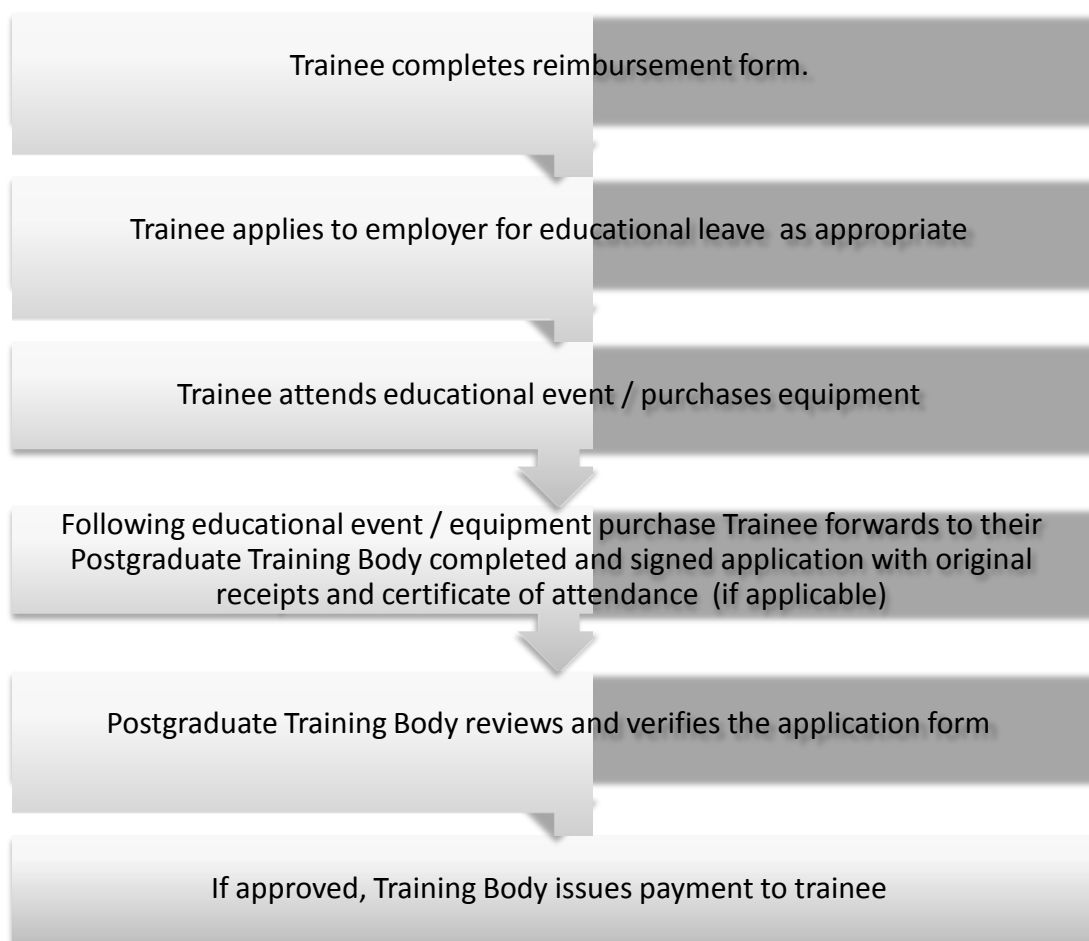 Trainee completes reimbursement form.
Trainee applies to employer for educational leave  as appropriate
Trainee attends educational event / purchases equipment
Following educational event / equipment purchase Trainee forwards to their
Postgraduate Training Body completed and signed application with original
receipts and certificate of attendance  (if applicable)
Postgraduate Training Body reviews and verifies the application form
If approved, Training Body issues payment to trainee